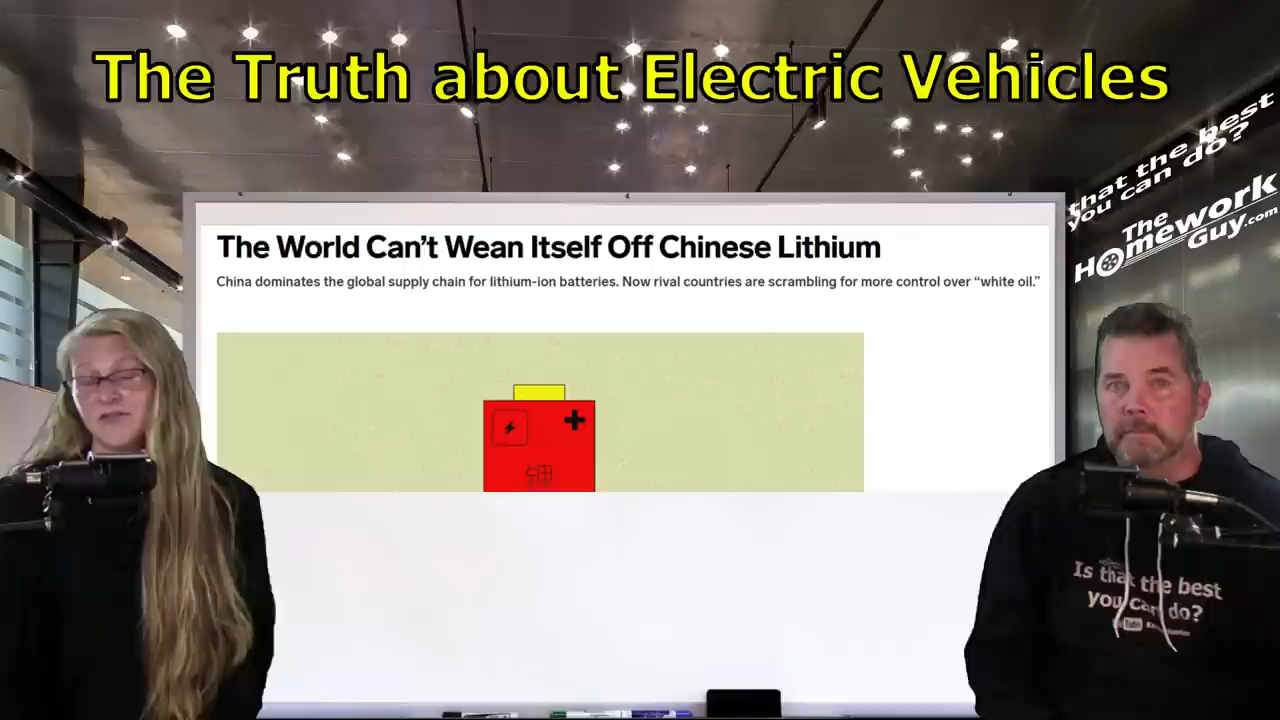 The Truth about Electric Vehicles
that the best
you can do?
The
Homework
Guy.com
The World Can't Wean Itself Off Chinese Lithium
China dominates the global supply chain for lithium-ion batteries. Now rival countries are scrambling for more control over “white oil.”
Is that the best
you can do?